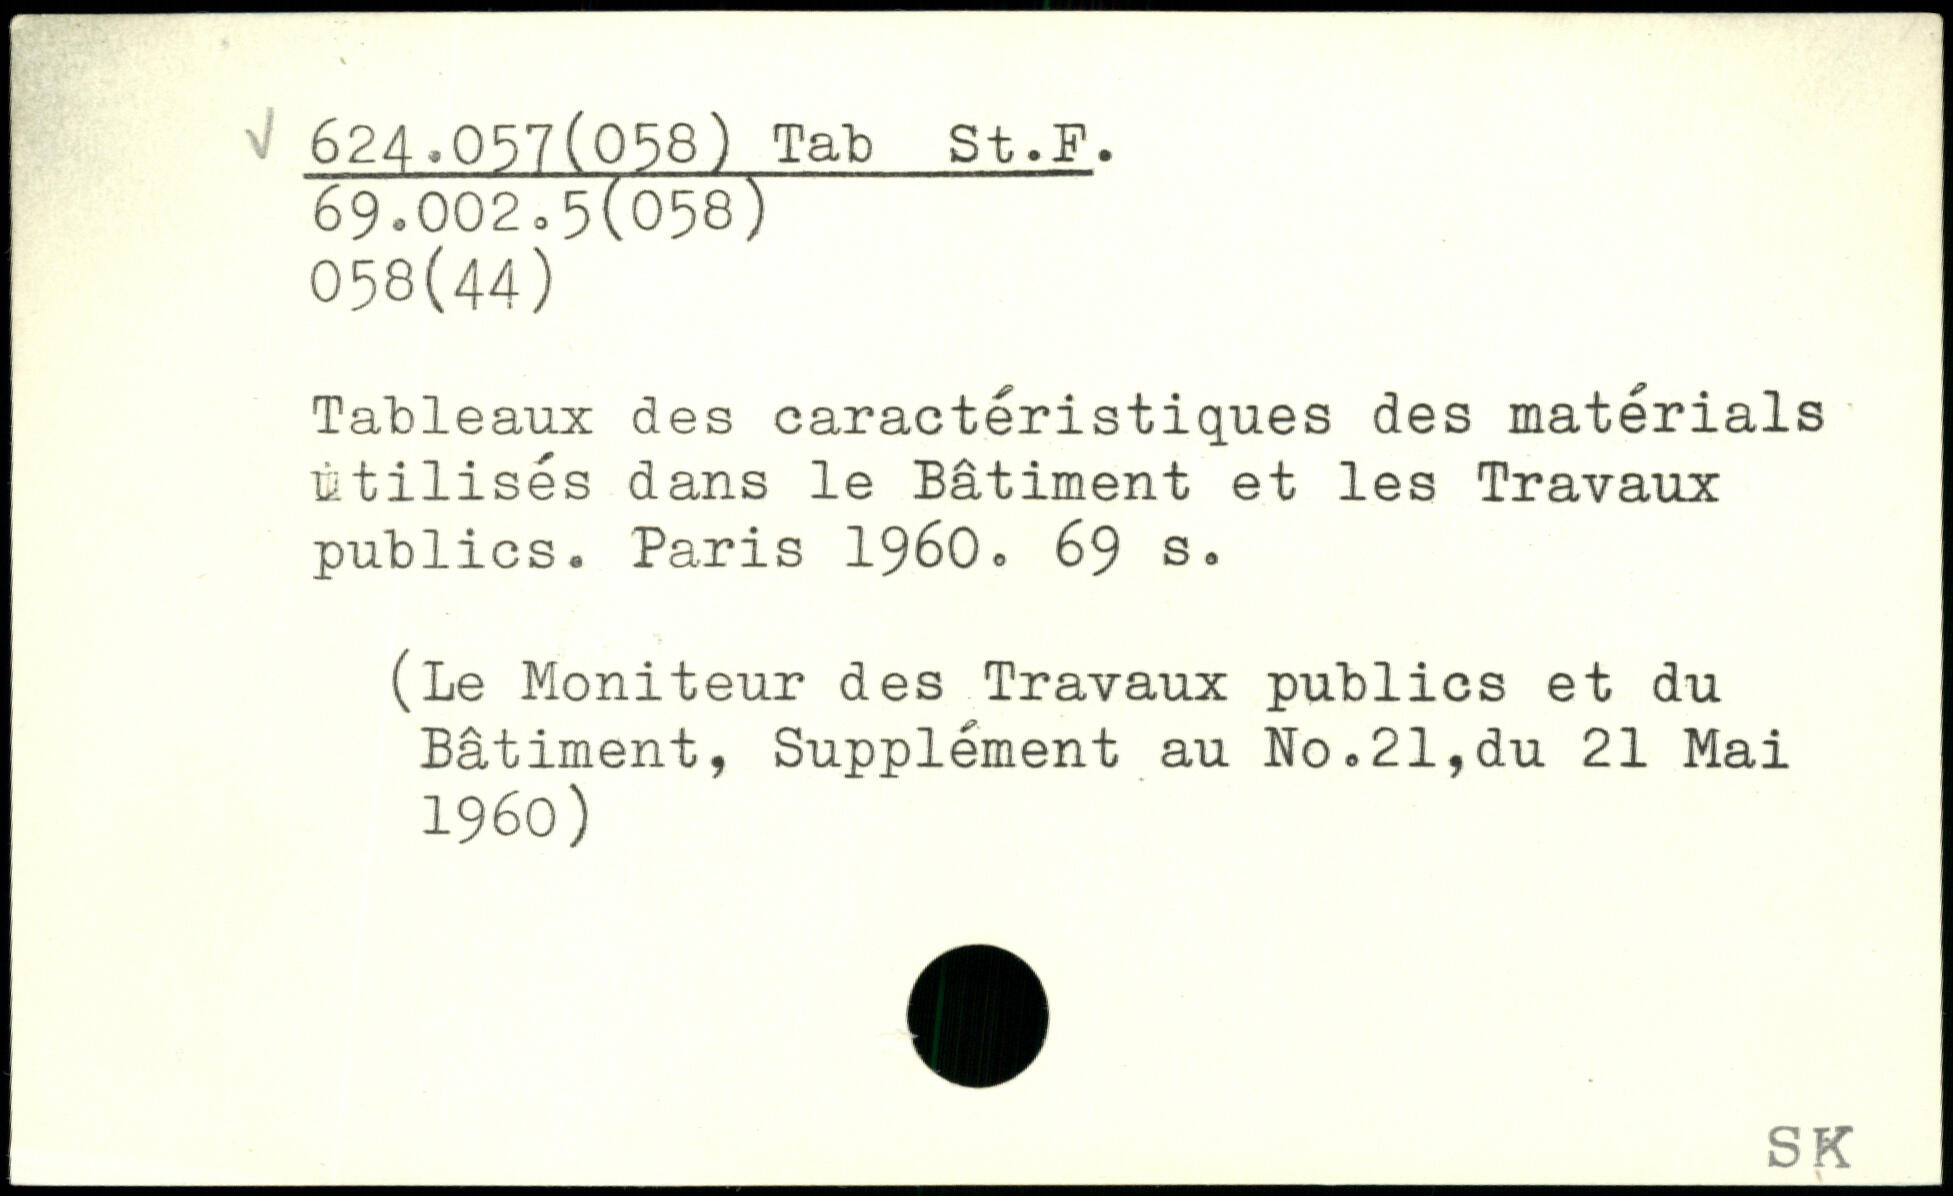 √ 624.057(058) Tab St.F.
69.002.5(058)
058(44)
Tableaux des caractéristiques des matérials
utilisés dans le Bâtiment et les Travaux
publics. Paris 1960. 69 s.
(Le Moniteur des Travaux publics et du
Bâtiment, Supplément au No.21,du 21 Mai
1960)
SK